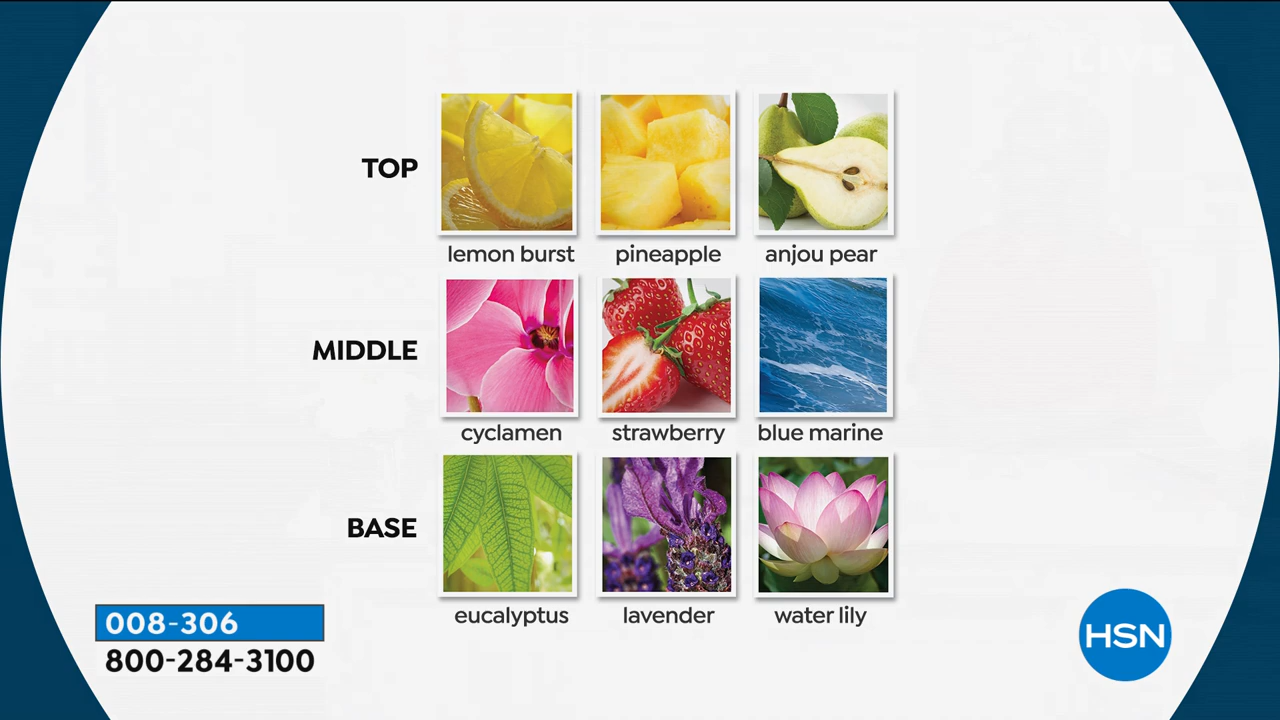 LIVE
TOP
lemon burst pineapple anjou pear
MIDDLE
cyclamen strawberry blue marine
BASE
eucalyptus lavender water lily
008-306
800-284-3100
HSN